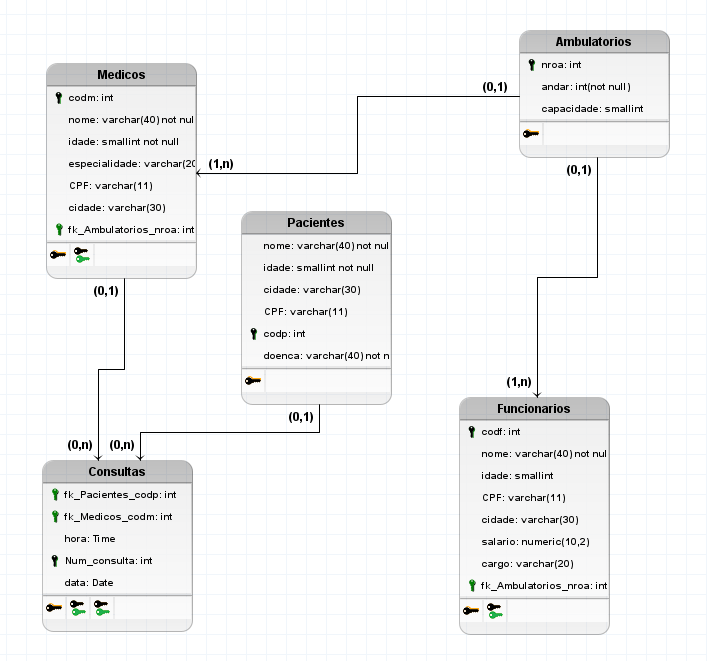 Medicos
codm: int
nome: varchar(40) not nul
idade: smallint not null
especialidade: varchar(20
CPF: varchar(11)
cidade: varchar(30)
fk_Ambulatorios_nroa: int
(0,1)
(1,n)
Ambulatorios
nroa: int
andar: int(not null)
capacidade: smallint
(0,1)
(0,1)
Pacientes
nome: varchar(40) not nul
idade: smallint not null
cidade: varchar(30)
CPF: varchar(11)
codp: int
doenca: varchar(40) not n
(0,1)
(0,n)
(0,n)
Consultas
fk_Pacientes_codp: int
fk_Medicos_codm: int
hora: Time
Num_consulta: int
data: Date
(1,n)
Funcionarios
codf: int
nome: varchar(40) not nul
idade: smallint
CPF: varchar(11)
cidade: varchar(30)
salario: numeric(10,2)
cargo: varchar(20)
fk_Ambulatorios_nroa: int